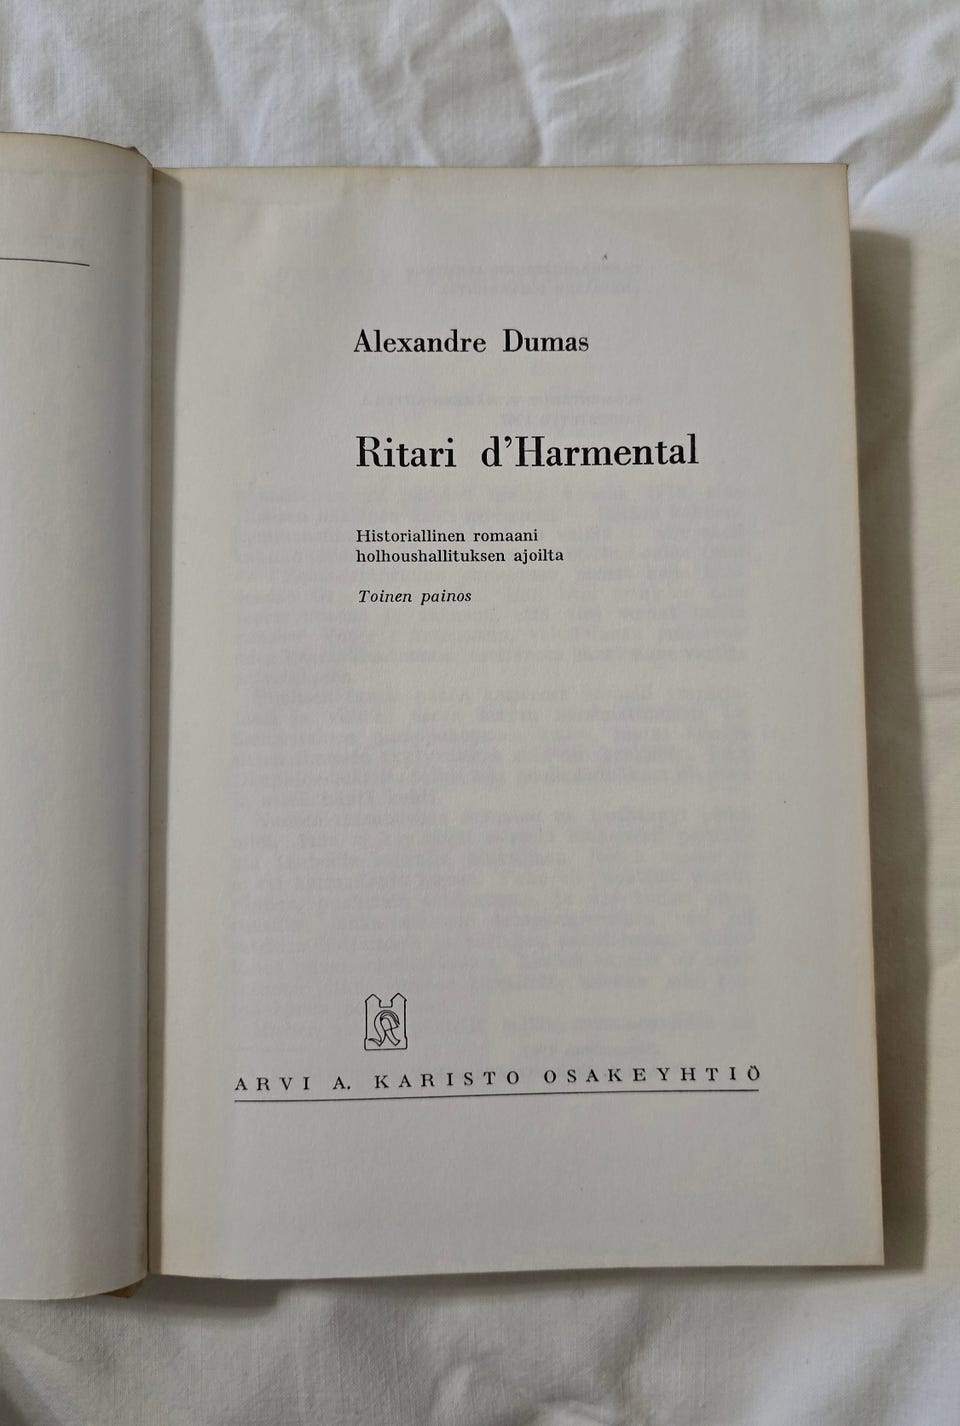 Alexandre Dumas
Ritari d'Harmental
Historiallinen romaani
holhoushallituksen ajoilta
Toinen painos
ARVI A. KARISTO OSAKEYHTIÖ